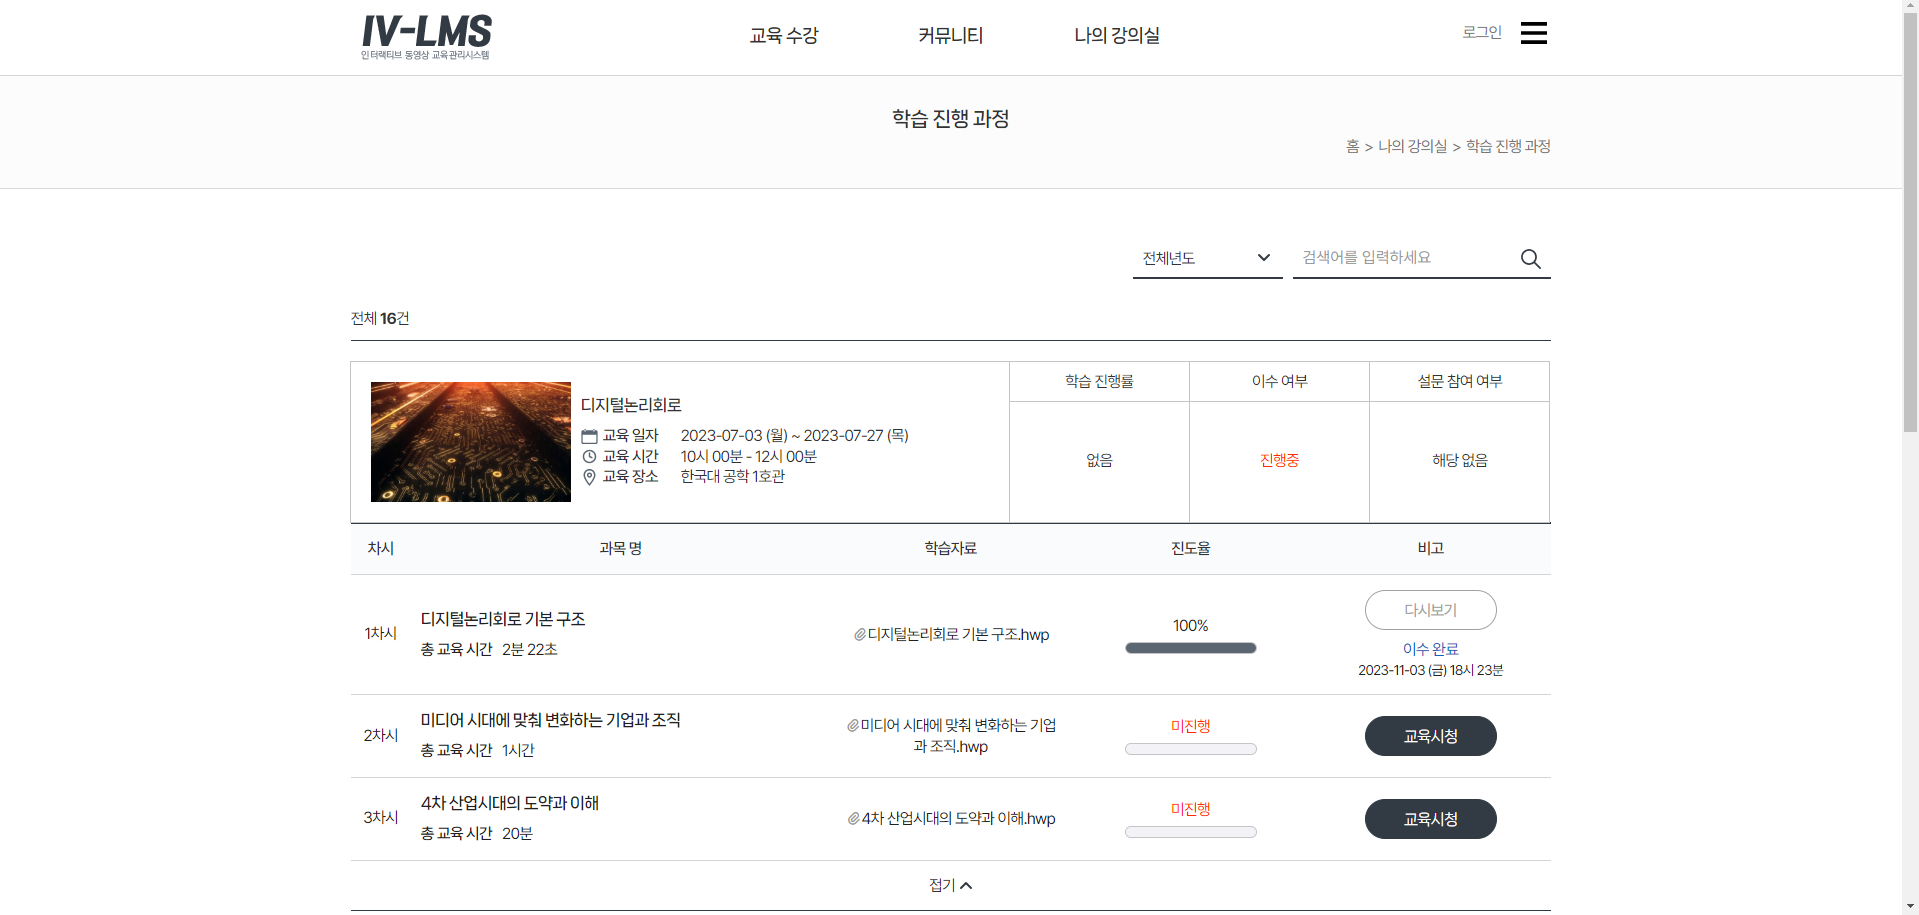 IV-LMS
인터랙티브 동영상 교육관리시스템
교육 수강
커뮤니티
나의 강의실
로그인
학습 진행 과정
홈 > 나의 강의실 > 학습 진행 과정
전체년도
검색어를 입력하세요
전체 16건
디지털논리회로
교육 일자 2023-07-03 (월) ~ 2023-07-27 (목)
교육 시간 10시 00분 - 12시 00분
교육 장소 한국대 공학 1호관
학습 진행률
이수 여부
설문 참여 여부
없음
진행중
해당 없음
차시
과목 명
학습자료
진도율
비고
1차시
디지털논리회로 기본 구조
총 교육 시간 2분 22초
디지털논리회로 기본 구조.hwp
100%
다시보기
이수 완료
2023-11-03 (금) 18시 23분
2차시
미디어 시대에 맞춰 변화하는 기업과 조직
총 교육 시간 1시간
미디어 시대에 맞춰 변화하는 기업
과 조직.hwp
미진행
교육시청
3차시
4차 산업시대의 도약과 이해
총 교육 시간 20분
4차 산업시대의 도약과 이해.hwp
미진행
교육시청
접기